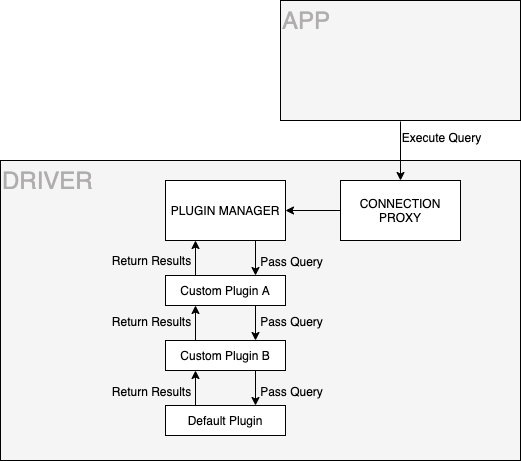 APP
Execute Query
DRIVER
PLUGIN MANAGER
CONNECTION
PROXY
Return Results
Pass Query
Custom Plugin A
Return Results
Pass Query
Custom Plugin B
Return Results
Pass Query
Default Plugin